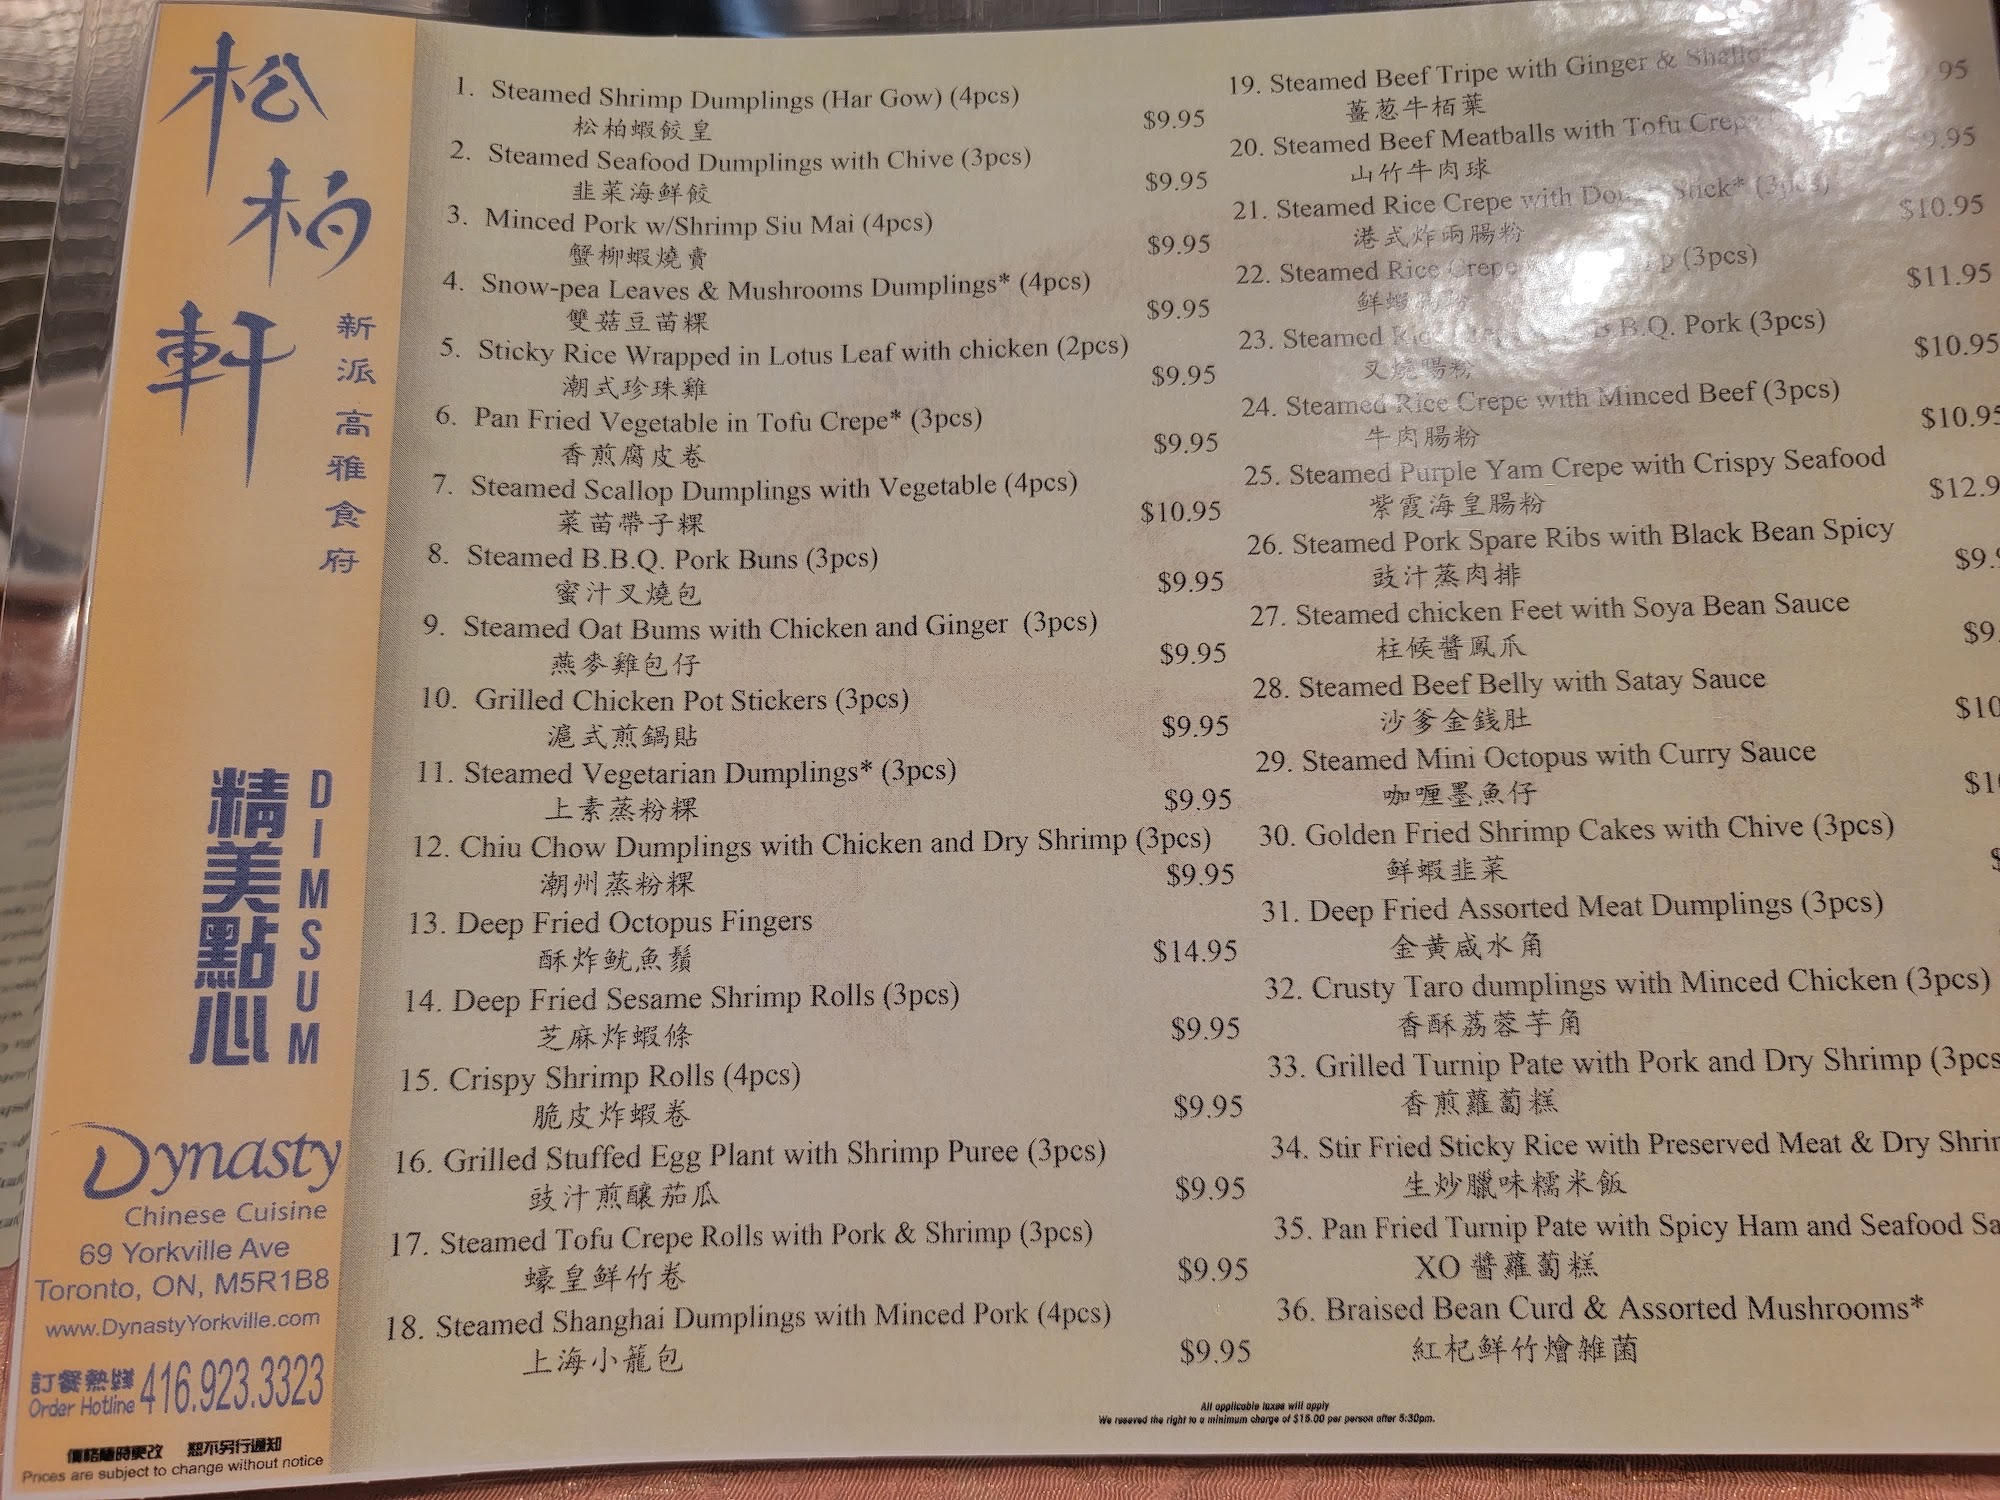 松柏軒
新派高雅食府
精美點心
DIMSUM
Dynasty
Chinese Cuisine
69 Yorkville Ave
Toronto, ON, M5R1B8
www.DynastyYorkville.com
訂餐熱線
Order Hotline 416.923.3323
價格隨時更改 恕不另行通知
Prices are subject to change without notice
1. Steamed Shrimp Dumplings (Har Gow) (4pcs)
松柏蝦餃皇 $9.95
2. Steamed Seafood Dumplings with Chive (3pcs)
韭菜海鮮餃 $9.95
3. Minced Pork w/Shrimp Siu Mai (4pcs)
蟹柳蝦燒賣 $9.95
4. Snow-pea Leaves & Mushrooms Dumplings* (4pcs)
雙菇豆苗粿 $9.95
5. Sticky Rice Wrapped in Lotus Leaf with chicken (2pcs)
潮式珍珠雞 $9.95
6. Pan Fried Vegetable in Tofu Crepe* (3pcs)
香煎腐皮卷 $9.95
7. Steamed Scallop Dumplings with Vegetable (4pcs)
菜苗帶子粿 $10.95
8. Steamed B.B.Q. Pork Buns (3pcs)
蜜汁叉燒包 $9.95
9. Steamed Oat Bums with Chicken and Ginger (3pcs)
燕麥雞包仔 $9.95
10. Grilled Chicken Pot Stickers (3pcs)
滬式煎鍋貼 $9.95
11. Steamed Vegetarian Dumplings* (3pcs)
上素蒸粉粿 $9.95
12. Chiu Chow Dumplings with Chicken and Dry Shrimp (3pcs)
潮州蒸粉粿 $9.95
13. Deep Fried Octopus Fingers
酥炸魷魚鬚 $14.95
14. Deep Fried Sesame Shrimp Rolls (3pcs)
芝麻炸蝦條 $9.95
15. Crispy Shrimp Rolls (4pcs)
脆皮炸蝦卷 $9.95
16. Grilled Stuffed Egg Plant with Shrimp Puree (3pcs)
豉汁煎釀茄瓜 $9.95
17. Steamed Tofu Crepe Rolls with Pork & Shrimp (3pcs)
蠔皇鮮竹卷 $9.95
18. Steamed Shanghai Dumplings with Minced Pork (4pcs)
上海小籠包 $9.95
19. Steamed Beef Tripe with Ginger &
薑葱牛栢葉 95
20. Steamed Beef Meatballs with Tofu
山竹牛肉球 9.95
21. Steamed Rice Crepe with Stick* (3pcs)
港式炸兩腸粉 $10.95
22. Steamed Rice Crepe (3pcs)
鮮蝦 $11.95
23. Steamed B.B.Q. Pork (3pcs)
叉燒腸粉 $10.95
24. Steamed Rice Crepe with Minced Beef (3pcs)
牛肉腸粉 $10.95
25. Steamed Purple Yam Crepe with Crispy Seafood
紫霞海皇腸粉 $12.9
26. Steamed Pork Spare Ribs with Black Bean Spicy
豉汁蒸肉排 $9.9
27. Steamed chicken Feet with Soya Bean Sauce
柱候醬鳳爪 $9.
28. Steamed Beef Belly with Satay Sauce
沙爹金錢肚 $10
29. Steamed Mini Octopus with Curry Sauce
咖喱墨魚仔 $10
30. Golden Fried Shrimp Cakes with Chive (3pcs)
鮮蝦韭菜 $
31. Deep Fried Assorted Meat Dumplings (3pcs)
金黃咸水角
32. Crusty Taro dumplings with Minced Chicken (3pcs)
香酥荔蓉芋角
33. Grilled Turnip Pate with Pork and Dry Shrimp (3pcs
香煎蘿蔔糕
34. Stir Fried Sticky Rice with Preserved Meat & Dry Shrim
生炒臘味糯米飯
35. Pan Fried Turnip Pate with Spicy Ham and Seafood Sa
XO 醬蘿蔔糕
36. Braised Bean Curd & Assorted Mushrooms*
紅杞鮮竹燴雜菌
All applicable taxes will apply
We reseved the right to a minimum charge of $15.00 per person after 5:30pm.